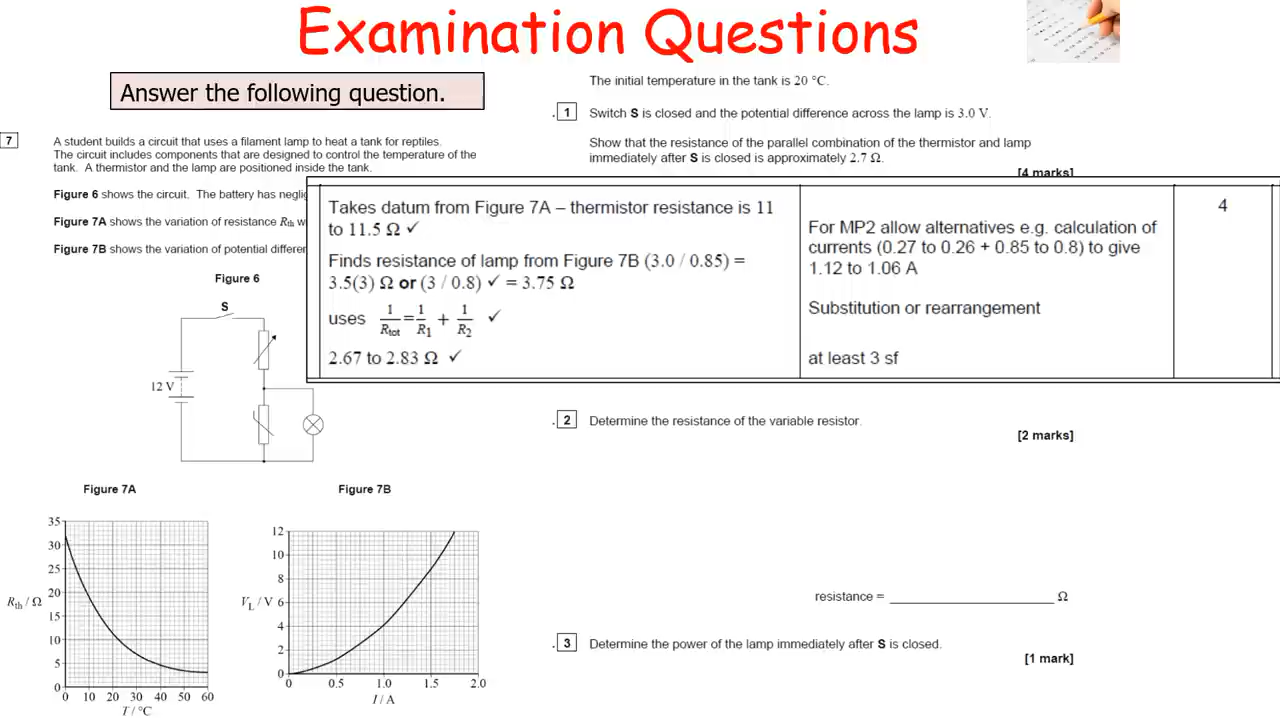 Examination Questions
Answer the following question.
7
A student builds a circuit that uses a filament lamp to heat a tank for reptiles.
The circuit includes components that are designed to control the temperature of the
tank. A thermistor and the lamp are positioned inside the tank.
Figure 6 shows the circuit. The battery has
Figure 7A shows the variation of resistance Rth
Figure 7B shows the variation of potential
Figure 6
S
12 V
Figure 7A
35
30
25
20
15
10
5
0
Rth / Ω
0 10 20 30 40 50 60
T / °C
Figure 7B
12
10
8
6
4
2
0
VL / V
0 0.5 1.0 1.5 2.0
I / A
The initial temperature in the tank is 20 °C.
.1 Switch S is closed and the potential difference across the lamp is 3.0 V.
Show that the resistance of the parallel combination of the thermistor and lamp
immediately after S is closed is approximately 2.7 Ω.
[4 marks]
Takes datum from Figure 7A – thermistor resistance is 11
to 11.5 Ω ✓
Finds resistance of lamp from Figure 7B (3.0 / 0.85) =
3.5(3) Ω or (3 / 0.8) ✓ = 3.75 Ω
uses 1/Rtot = 1/R1 + 1/R2 ✓
2.67 to 2.83 Ω ✓
For MP2 allow alternatives e.g. calculation of
currents (0.27 to 0.26 + 0.85 to 0.8) to give
1.12 to 1.06 A
Substitution or rearrangement
at least 3 sf
4
.2 Determine the resistance of the variable resistor.
[2 marks]
resistance = ____________________ Ω
.3 Determine the power of the lamp immediately after S is closed.
[1 mark]